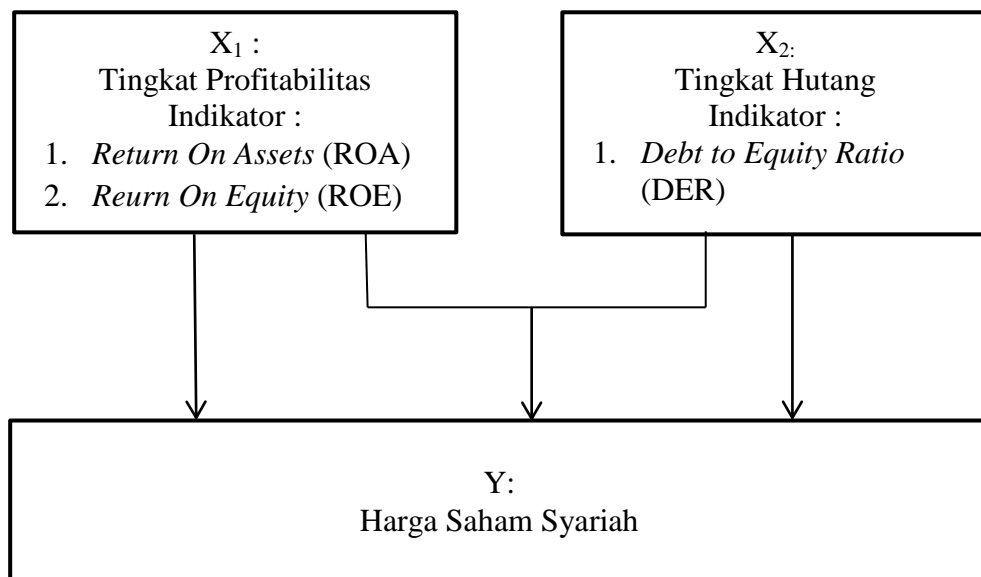 X₁ :
Tingkat Profitabilitas
Indikator :
1. Return On Assets (ROA)
2. Reurn On Equity (ROE)
X₂:
Tingkat Hutang
Indikator :
1. Debt to Equity Ratio
(DER)
Y:
Harga Saham Syariah